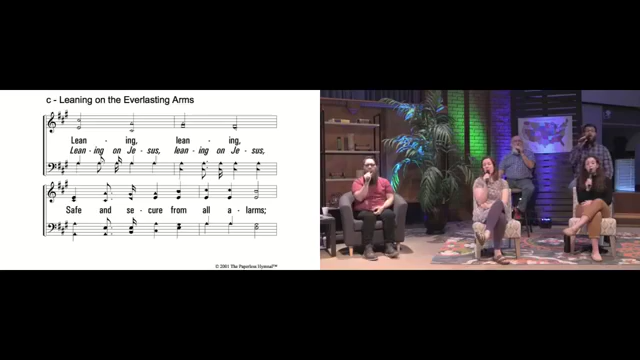 c - Leaning on the Everlasting Arms
Lean - ing, lean - ing,
Lean - ing on Je - sus, lean - ing on Je - sus,
Safe and se - cure from all a - larms;
© 2001 The Paperless Hymnal™